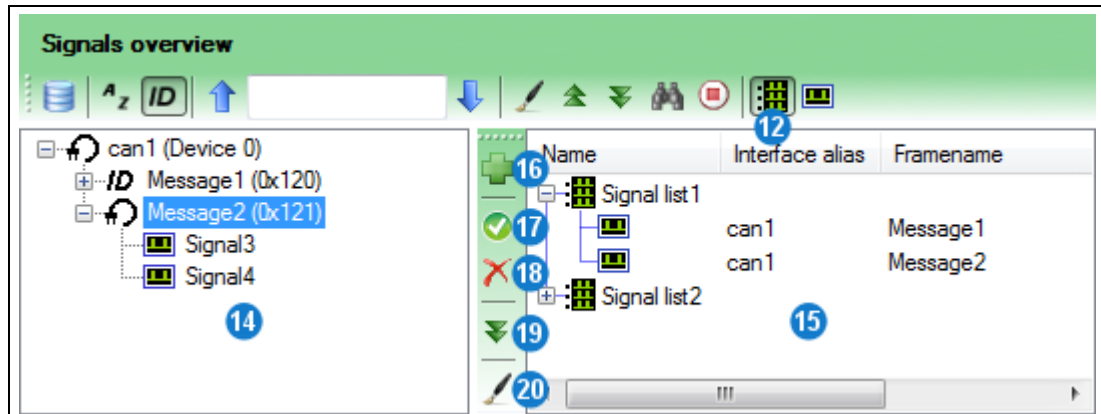 Signals overview
AZ ID
12
can1 (Device 0)
ID Message1 (0x120)
Message2 (0x121)
Signal3
Signal4
14
16
17
18
19
20
Name Interface alias Framename
Signal list1
can1 Message1
can1 Message2
Signal list2
15